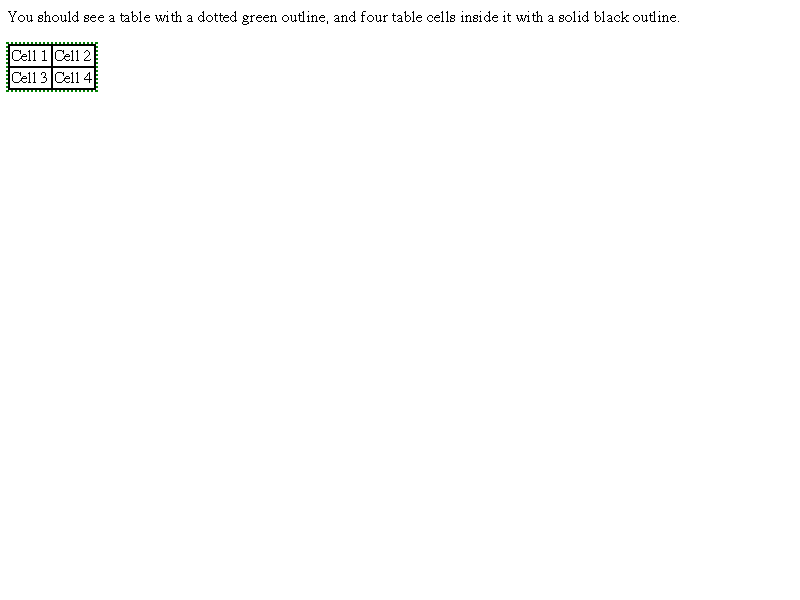 You should see a table with a dotted green outline, and four table cells inside it with a solid black outline.
Cell 1 Cell 2
Cell 3 Cell 4